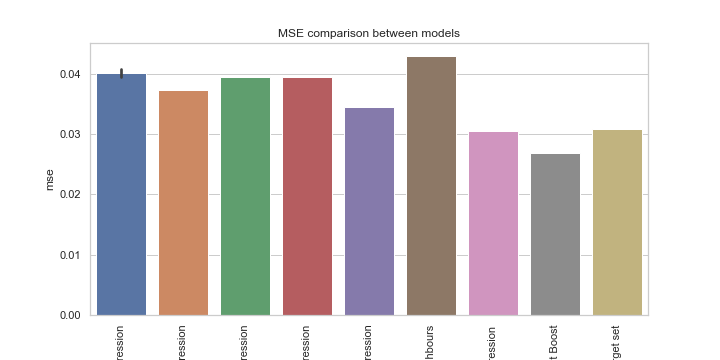 MSE comparison between models
mse
0.04
0.03
0.02
0.01
0.00
ression
ression
ression
ression
ression
hbours
ression
t Boost
rget set